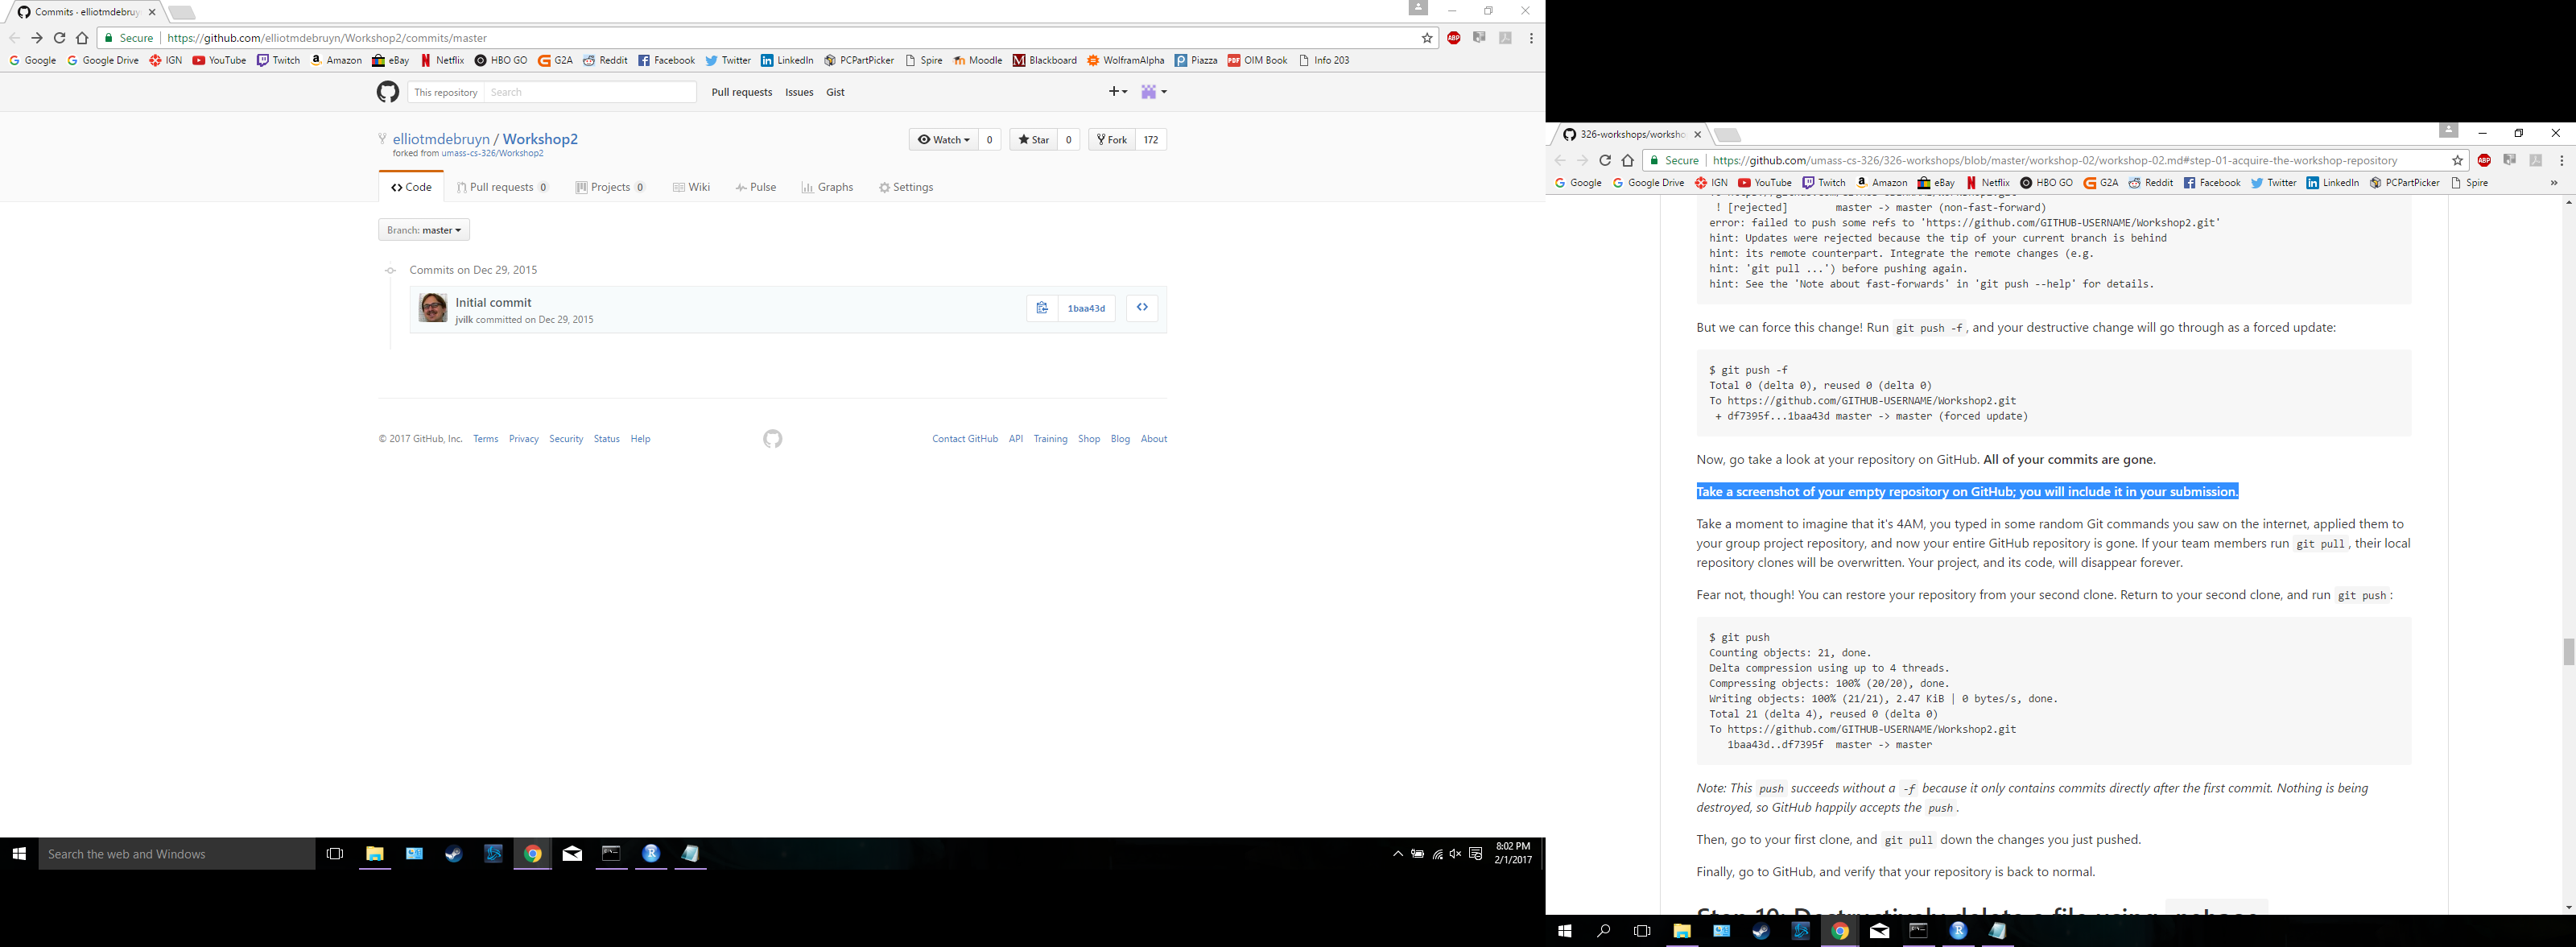 Commits · elliotmdebruy
Secure https://github.com/elliotmdebruyn/Workshop2/commits/master
ABP
Google Google Drive IGN YouTube Twitch Amazon eBay Netflix HBO GO G2A Reddit Facebook Twitter LinkedIn PCPartPicker Spire Moodle Blackboard WolframAlpha Piazza OIM Book Info 203
This repository Search Pull requests Issues Gist
elliotmdebruyn / Workshop2
forked from umass-cs-326/Workshop2
Watch 0 Star 0 Fork 172
Code Pull requests 0 Projects 0 Wiki Pulse Graphs Settings
Branch: master
Commits on Dec 29, 2015
Initial commit
jvilk committed on Dec 29, 2015
1baa43d
© 2017 GitHub, Inc. Terms Privacy Security Status Help
Contact GitHub API Training Shop Blog About
Search the web and Windows
8:02 PM
2/1/2017
326-workshops/worksho
Secure https://github.com/umass-cs-326/326-workshops/blob/master/workshop-02/workshop-02.md#step-01-acquire-the-workshop-repository
ABP
Google Google Drive IGN YouTube Twitch Amazon eBay Netflix HBO GO G2A Reddit Facebook Twitter LinkedIn PCPartPicker Spire »
! [rejected] master -> master (non-fast-forward)
error: failed to push some refs to 'https://github.com/GITHUB-USERNAME/Workshop2.git'
hint: Updates were rejected because the tip of your current branch is behind
hint: its remote counterpart. Integrate the remote changes (e.g.
hint: 'git pull ...') before pushing again.
hint: See the 'Note about fast-forwards' in 'git push --help' for details.
But we can force this change! Run git push -f, and your destructive change will go through as a forced update:
$ git push -f
Total 0 (delta 0), reused 0 (delta 0)
To https://github.com/GITHUB-USERNAME/Workshop2.git
+ df7395f...1baa43d master -> master (forced update)
Now, go take a look at your repository on GitHub. All of your commits are gone.
Take a screenshot of your empty repository on GitHub; you will include it in your submission.
Take a moment to imagine that it's 4AM, you typed in some random Git commands you saw on the internet, applied them to
your group project repository, and now your entire GitHub repository is gone. If your team members run git pull, their local
repository clones will be overwritten. Your project, and its code, will disappear forever.
Fear not, though! You can restore your repository from your second clone. Return to your second clone, and run git push:
$ git push
Counting objects: 21, done.
Delta compression using up to 4 threads.
Compressing objects: 100% (20/20), done.
Writing objects: 100% (21/21), 2.47 KiB | 0 bytes/s, done.
Total 21 (delta 4), reused 0 (delta 0)
To https://github.com/GITHUB-USERNAME/Workshop2.git
1baa43d..df7395f master -> master
Note: This push succeeds without a -f because it only contains commits directly after the first commit. Nothing is being
destroyed, so GitHub happily accepts the push.
Then, go to your first clone, and git pull down the changes you just pushed.
Finally, go to GitHub, and verify that your repository is back to normal.
Step 10: Destructively delete a file using rebase